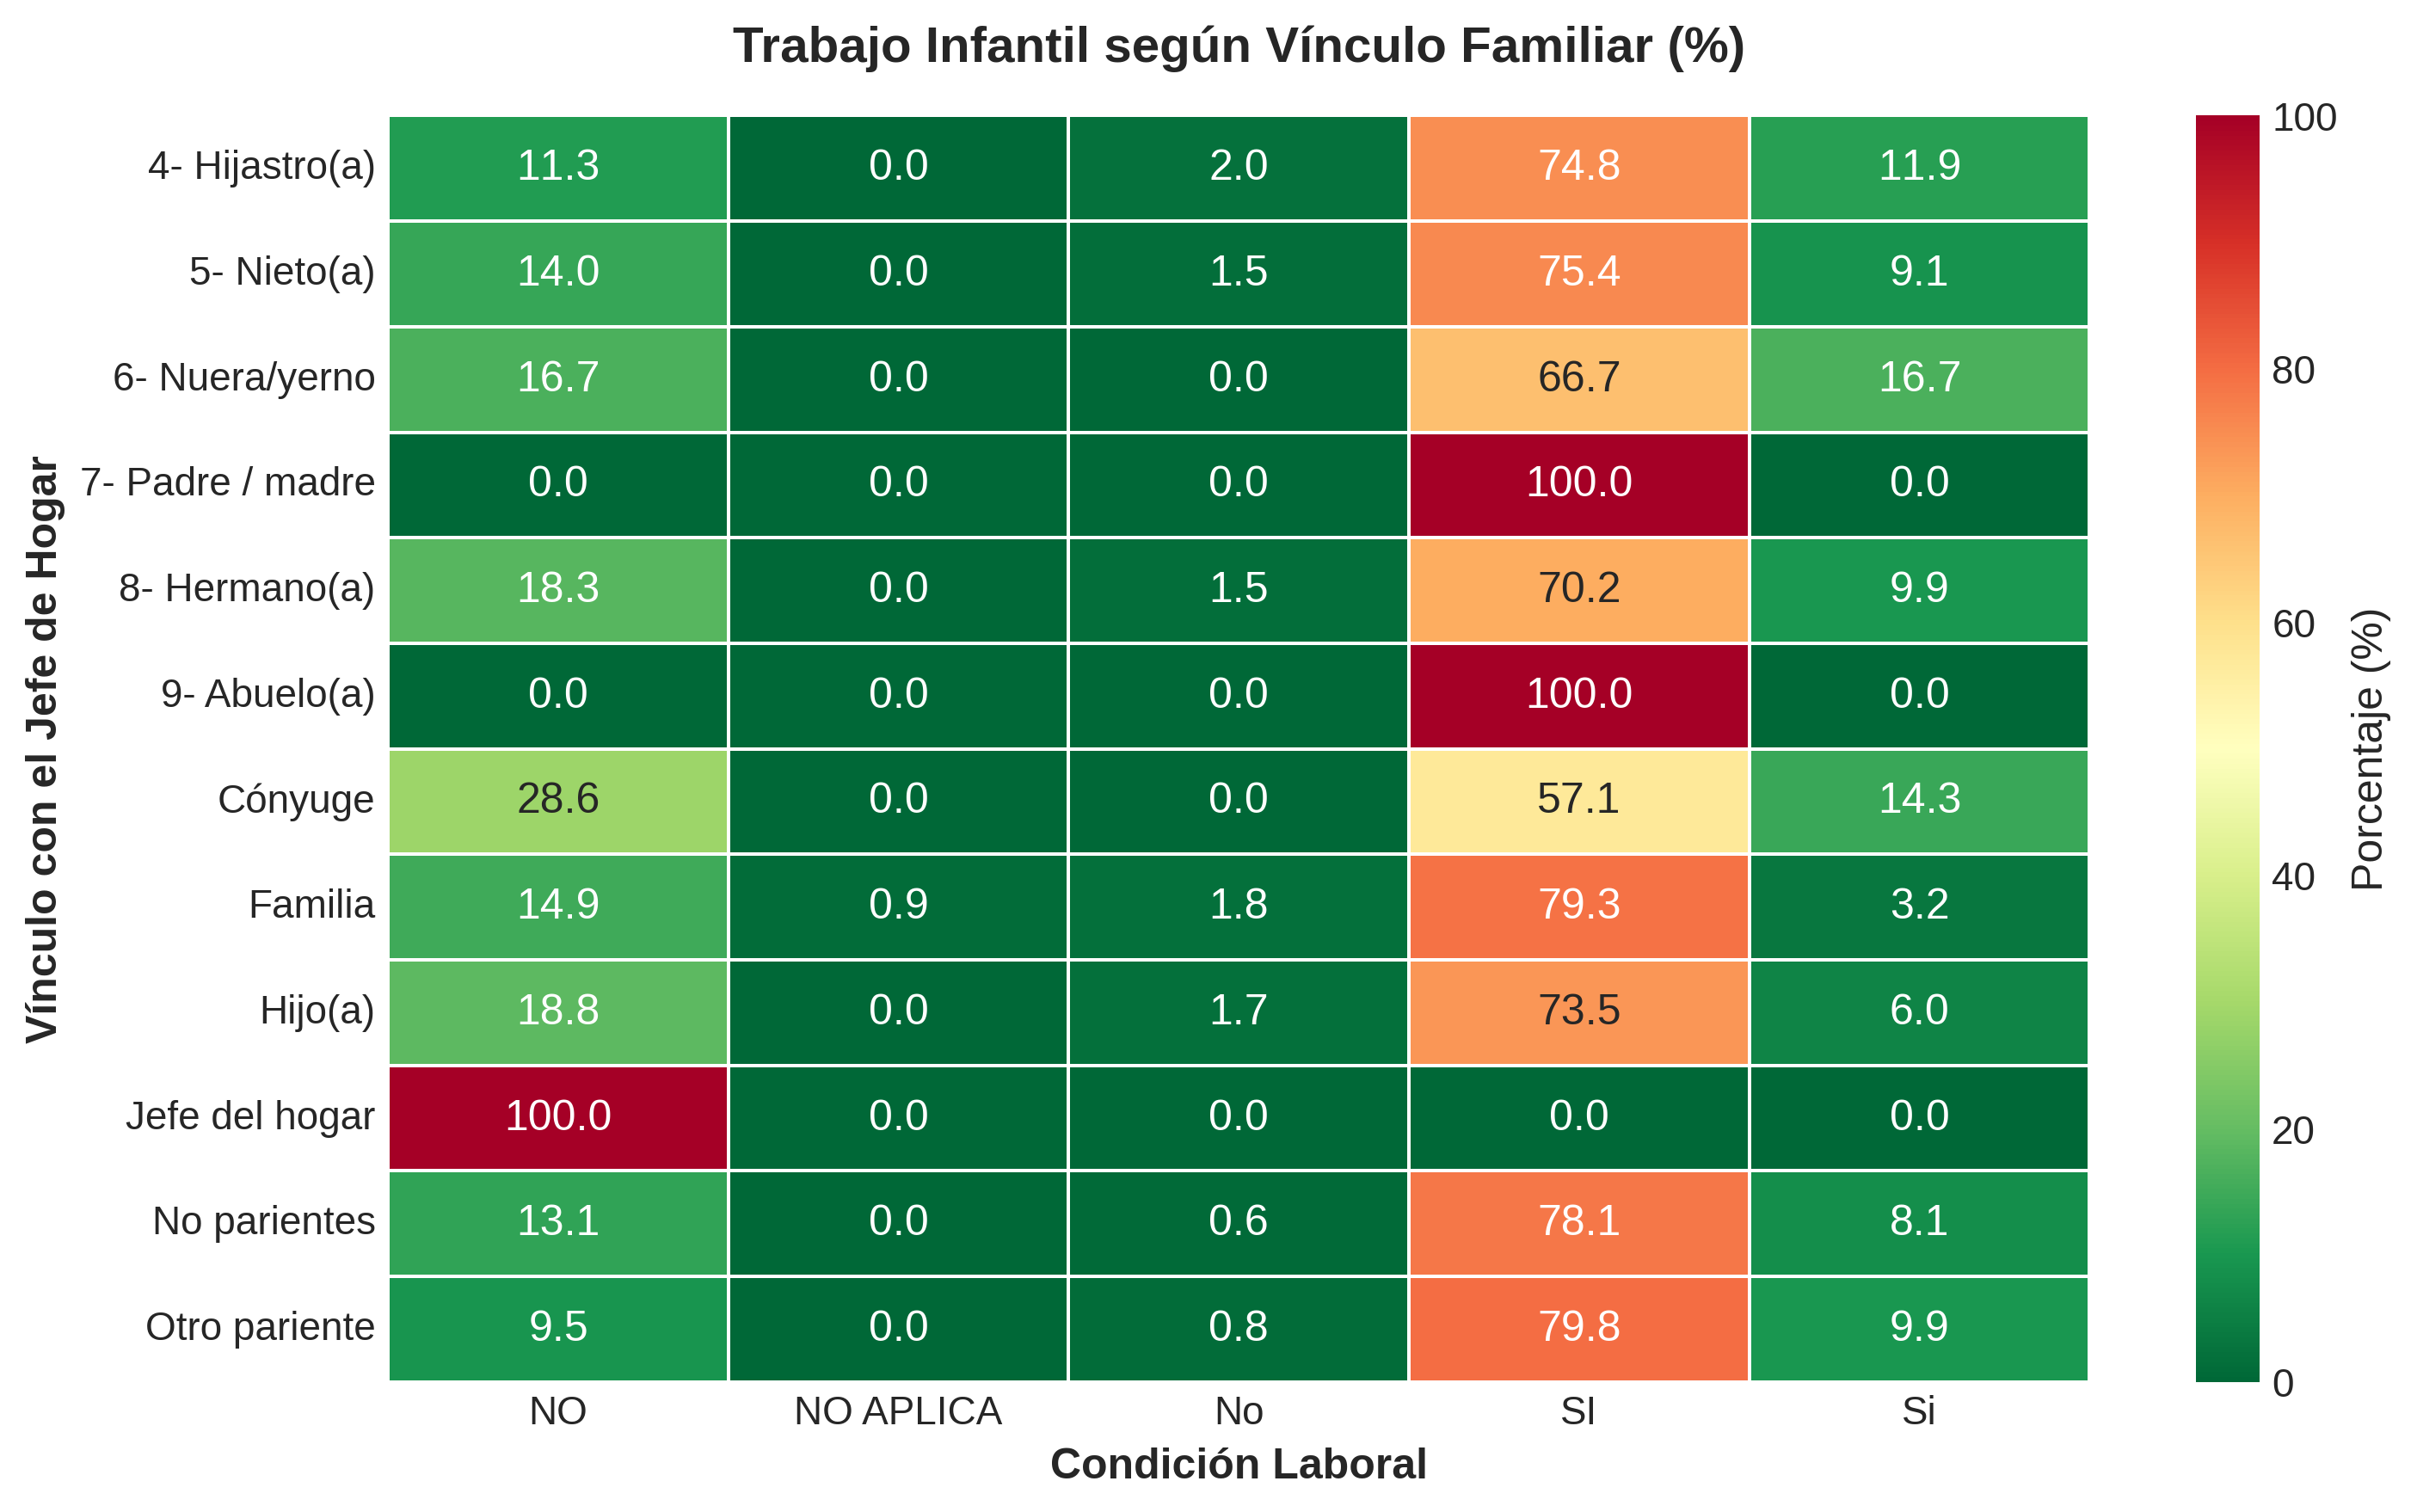 Trabajo Infantil según Vínculo Familiar (%)
4- Hijastro(a) 11.3 0.0 2.0 74.8 11.9
5- Nieto(a) 14.0 0.0 1.5 75.4 9.1
6- Nuera/yerno 16.7 0.0 0.0 66.7 16.7
7- Padre / madre 0.0 0.0 0.0 100.0 0.0
8- Hermano(a) 18.3 0.0 1.5 70.2 9.9
9- Abuelo(a) 0.0 0.0 0.0 100.0 0.0
Cónyuge 28.6 0.0 0.0 57.1 14.3
Familia 14.9 0.9 1.8 79.3 3.2
Hijo(a) 18.8 0.0 1.7 73.5 6.0
Jefe del hogar 100.0 0.0 0.0 0.0 0.0
No parientes 13.1 0.0 0.6 78.1 8.1
Otro pariente 9.5 0.0 0.8 79.8 9.9
NO NO APLICA No SI Si
Condición Laboral
Vínculo con el Jefe de Hogar
100
80
60
40
20
0
Porcentaje (%)